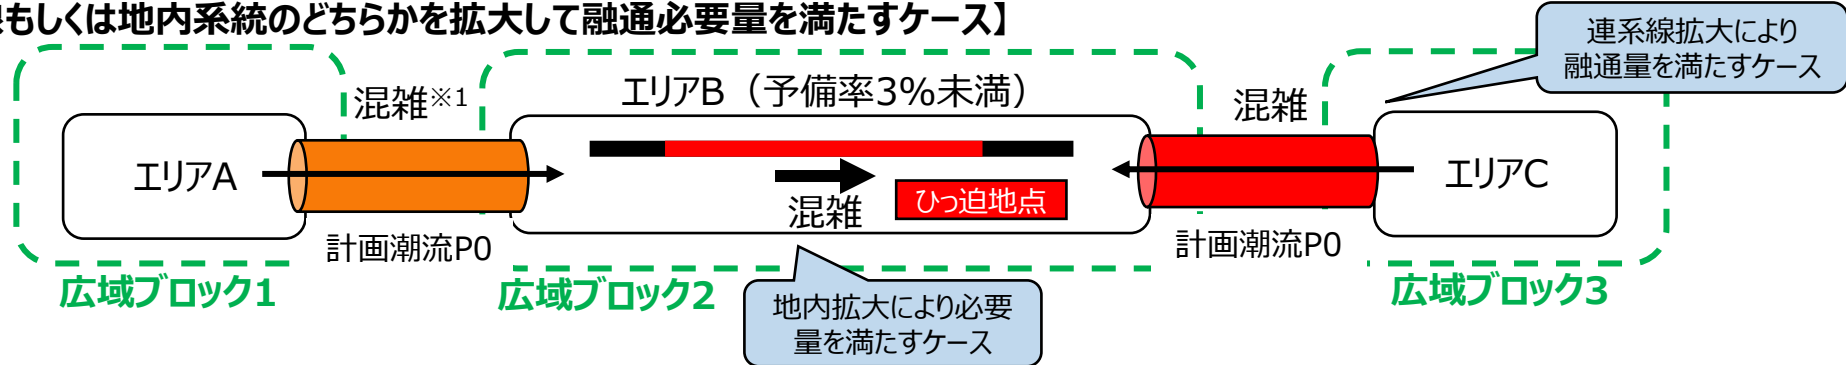 もしくは地内系統のどちらかを拡大して融通必要量を満たすケース】
連系線拡大により
融通量を満たすケース
混雑※1
エリアB（予備率3%未満）
混雑
エリアA
混雑
ひっ迫地点
エリアC
計画潮流P0
計画潮流P0
広域ブロック1
広域ブロック2
広域ブロック3
地内拡大により必要
量を満たすケース